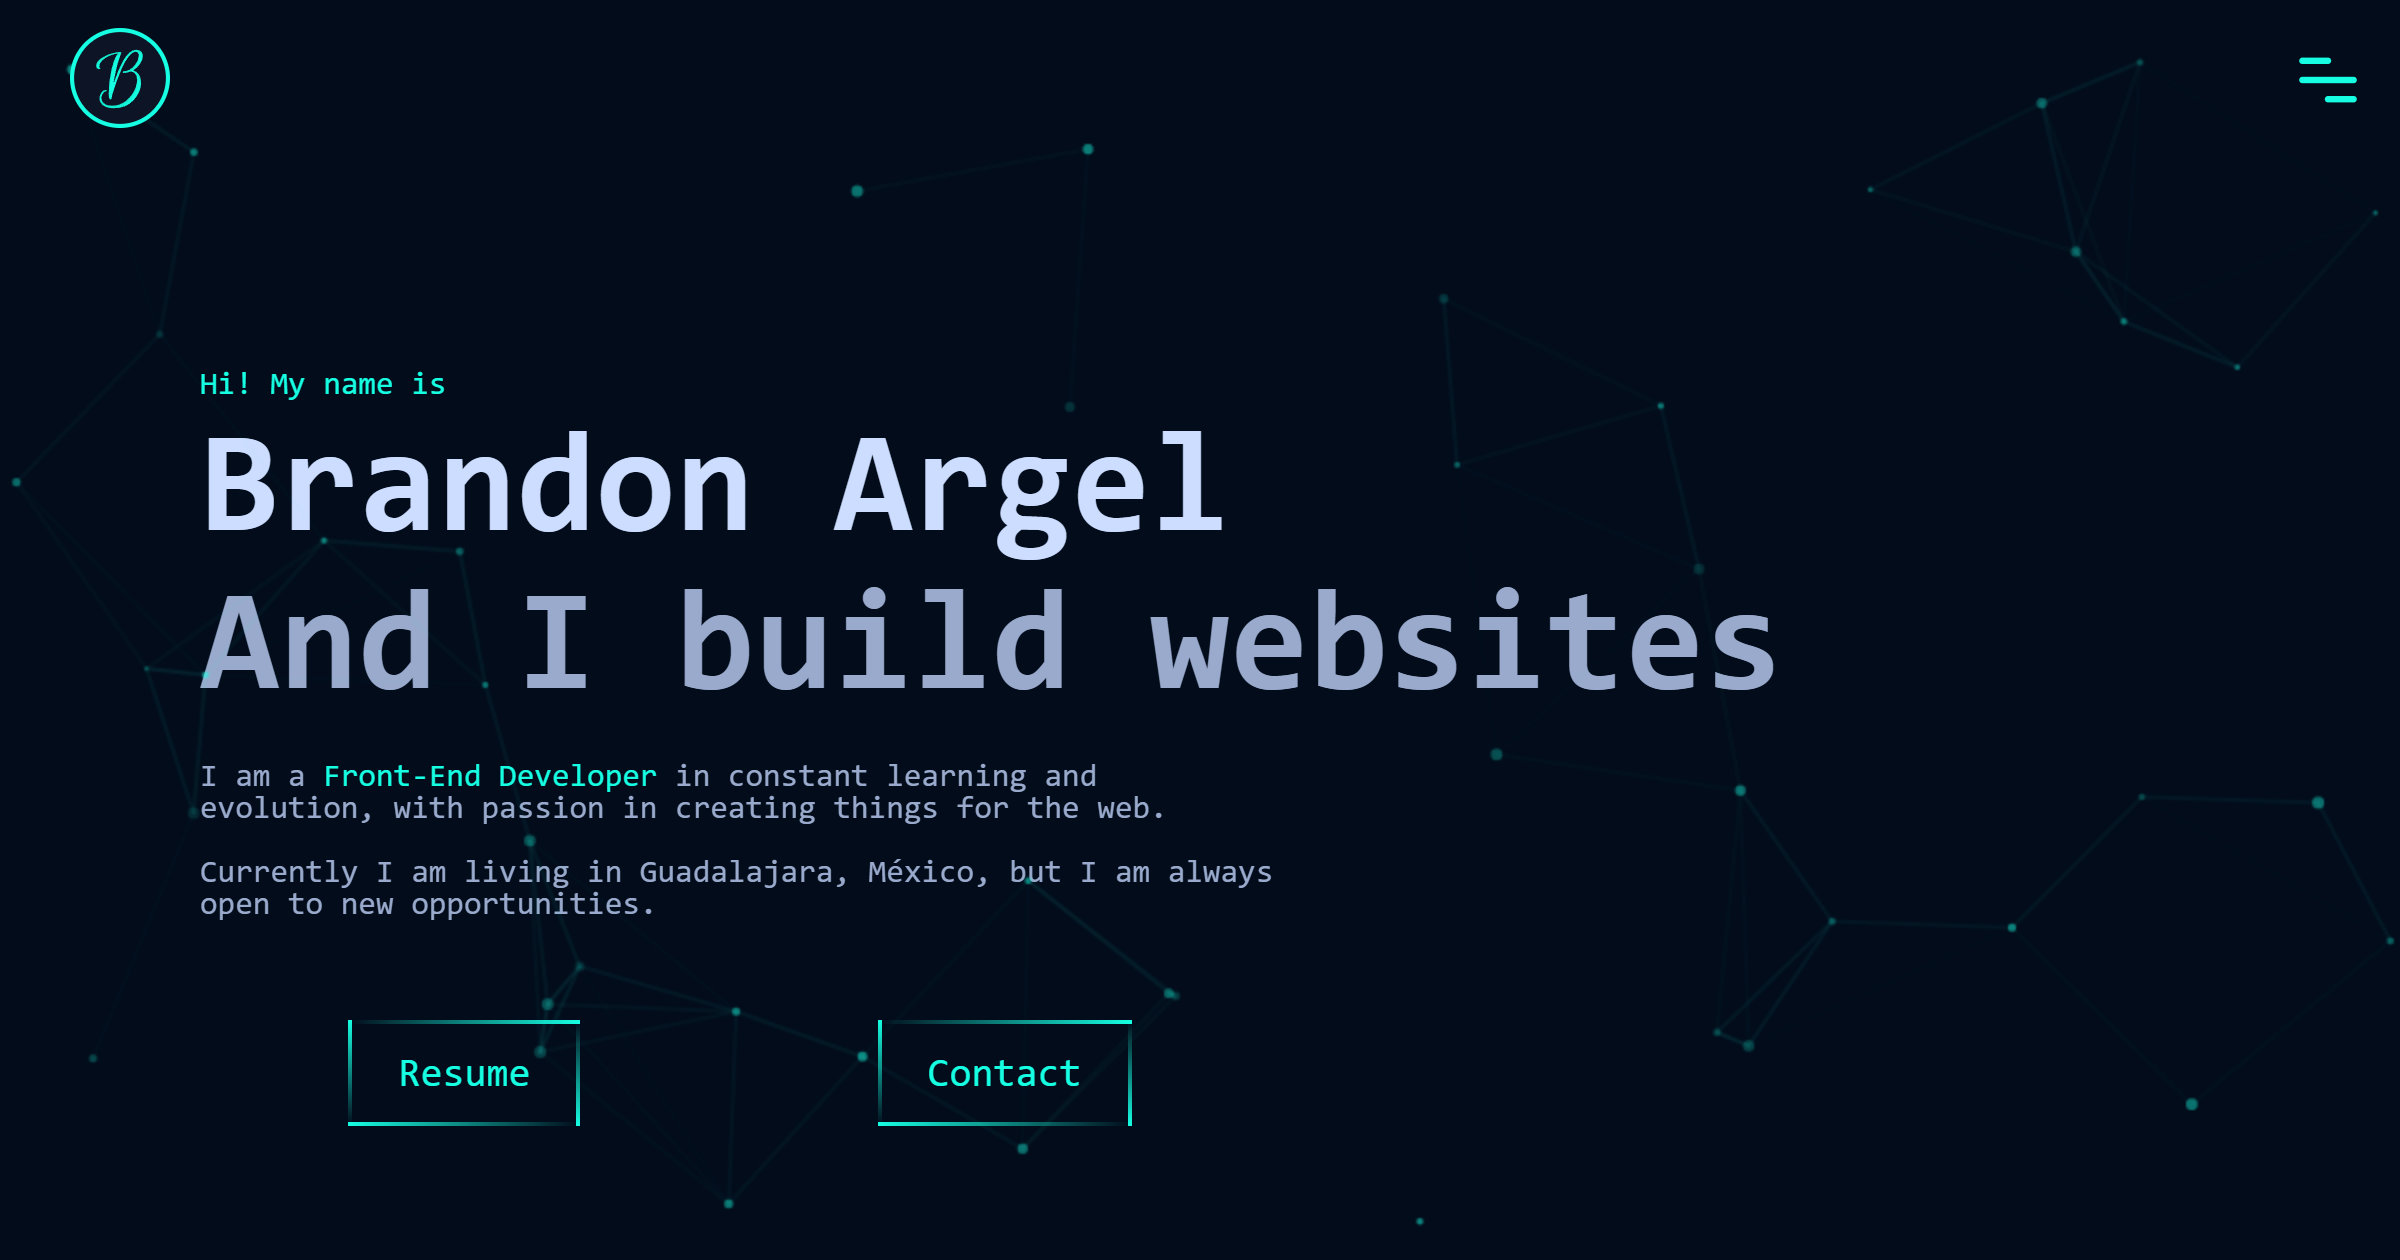 B
Hi! My name is
Brandon Argel
And I build websites
I am a Front-End Developer in constant learning and
evolution, with passion in creating things for the web.
Currently I am living in Guadalajara, México, but I am always
open to new opportunities.
Resume
Contact